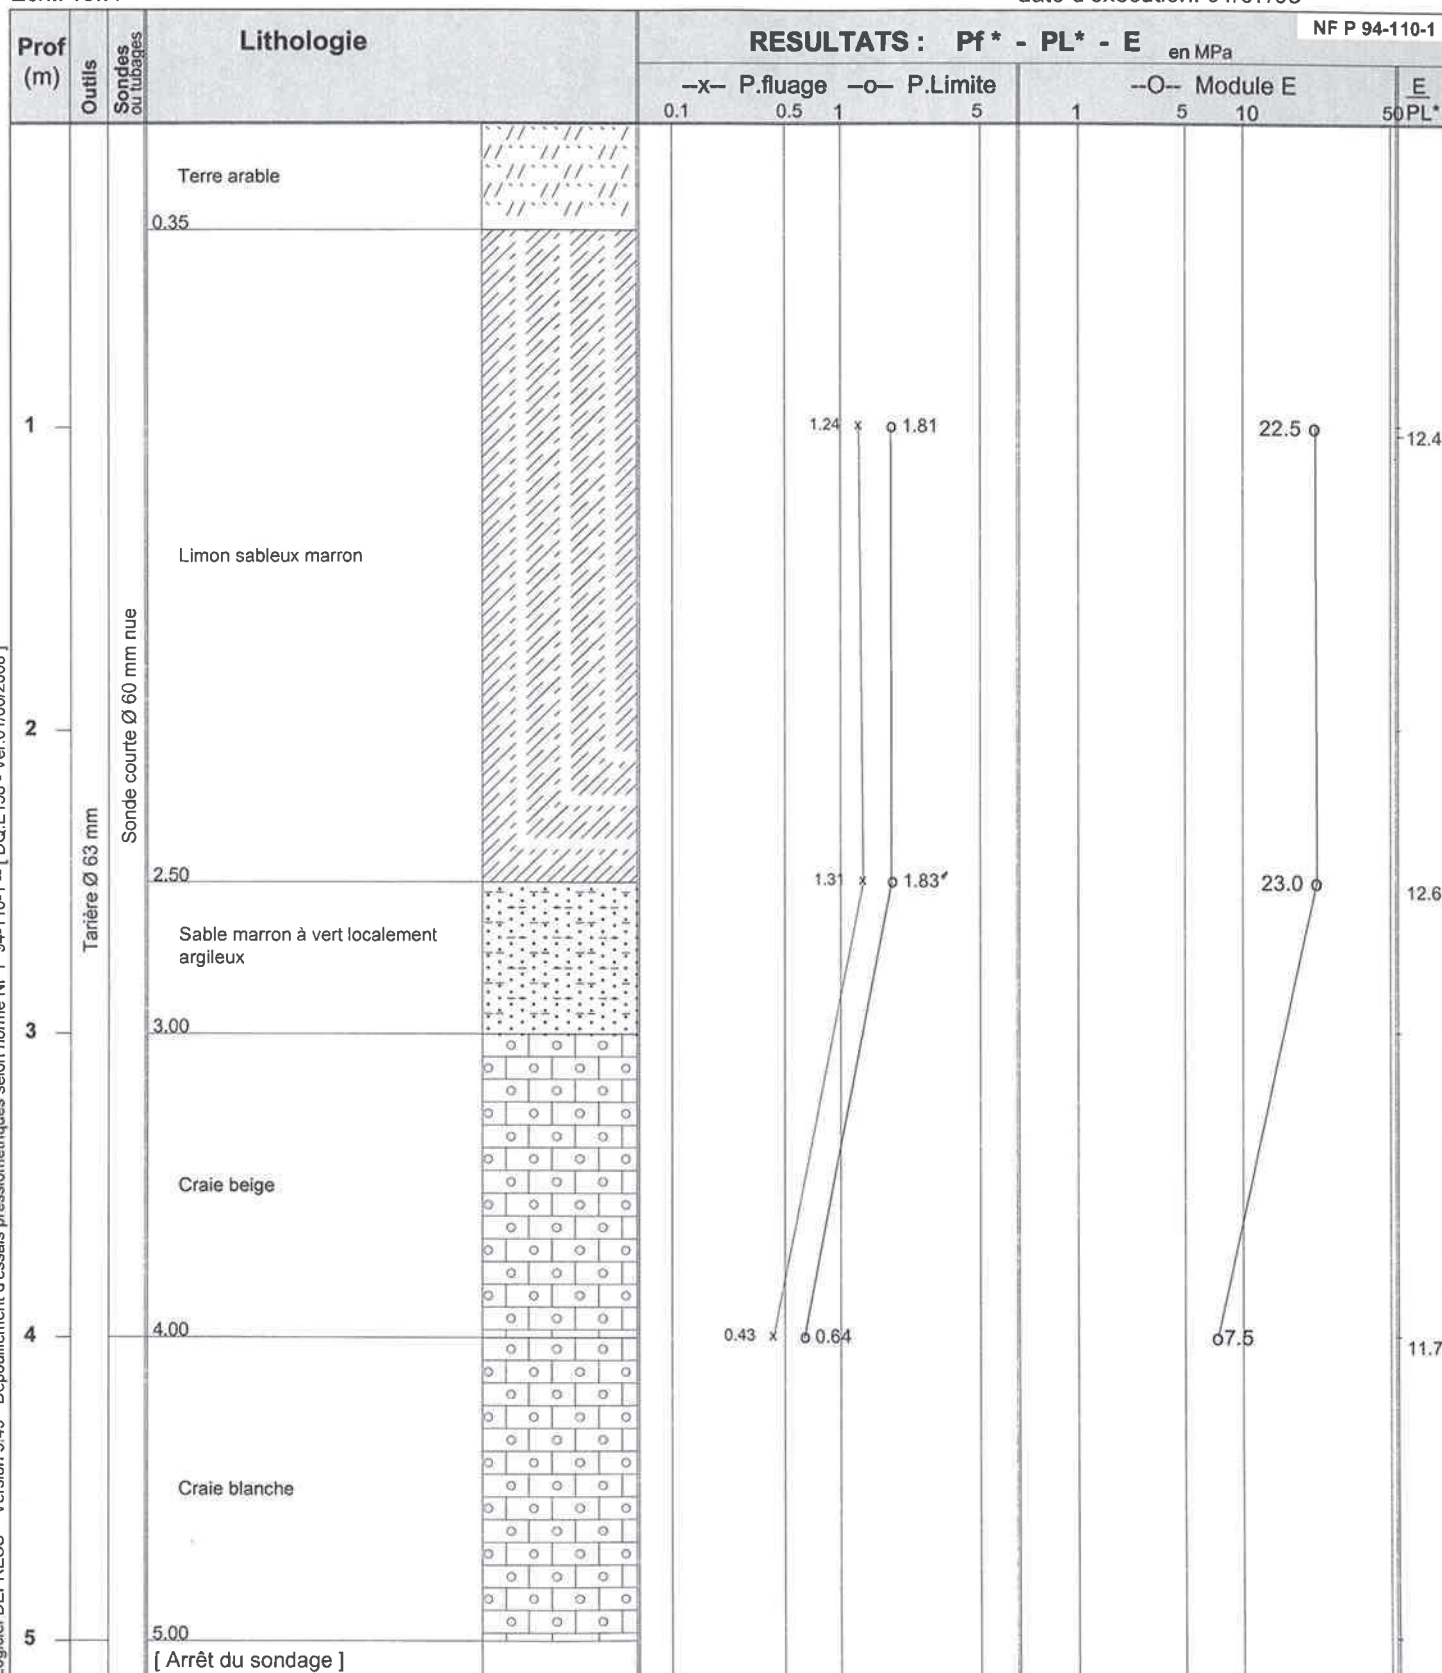 NF P 94-110-1
Prof
(m)
Outils
Sondes
ou tubages
Lithologie
RESULTATS : Pf* - PL* - E en MPa
--x-- P.fluage --o-- P.Limite
--O-- Module E
E
PL*
0.1 0.5 1 5
1 5 10 50
Terre arable
0.35
1
1.24 x o 1.81
22.5 o
12.4
Limon sableux marron
2
Tarière Ø 63 mm
Sonde courte Ø 60 mm nue
2.50
1.31 x o 1.83
23.0 o
12.6
Sable marron à vert localement
argileux
3
3.00
Craie beige
4
4.00
0.43 x o 0.64
o 7.5
11.7
Craie blanche
5
5.00
[ Arrêt du sondage ]